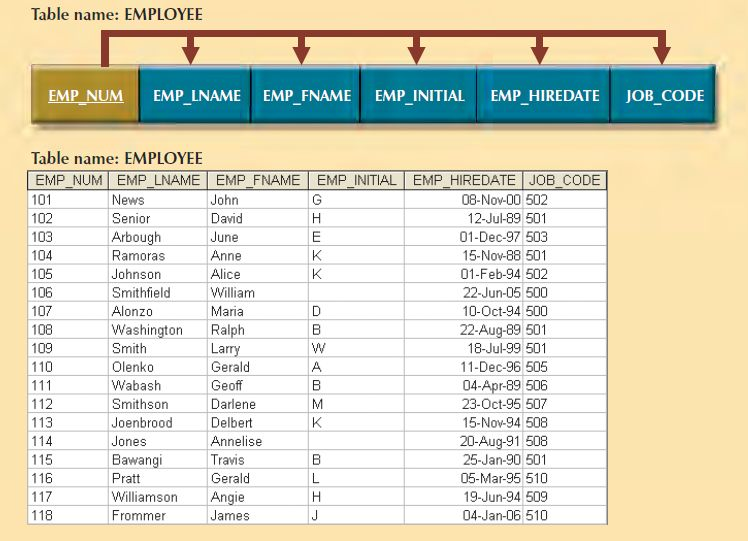 Table name: EMPLOYEE
EMP_NUM EMP_LNAME EMP_FNAME EMP_INITIAL EMP_HIREDATE JOB_CODE
Table name: EMPLOYEE
EMP_NUM EMP_LNAME EMP_FNAME EMP_INITIAL EMP_HIREDATE JOB_CODE
101 News John G 08-Nov-00 502
102 Senior David H 12-Jul-89 501
103 Arbough June E 01-Dec-97 503
104 Ramoras Anne K 15-Nov-88 501
105 Johnson Alice K 01-Feb-94 502
106 Smithfield William 22-Jun-05 500
107 Alonzo Maria D 10-Oct-94 500
108 Washington Ralph B 22-Aug-89 501
109 Smith Larry W 18-Jul-99 501
110 Olenko Gerald A 11-Dec-96 505
111 Wabash Geoff B 04-Apr-89 506
112 Smithson Darlene M 23-Oct-95 507
113 Joenbrood Delbert K 15-Nov-94 508
114 Jones Annelise 20-Aug-91 508
115 Bawangi Travis B 25-Jan-90 501
116 Pratt Gerald L 05-Mar-95 510
117 Williamson Angie H 19-Jun-94 509
118 Frommer James J 04-Jan-06 510